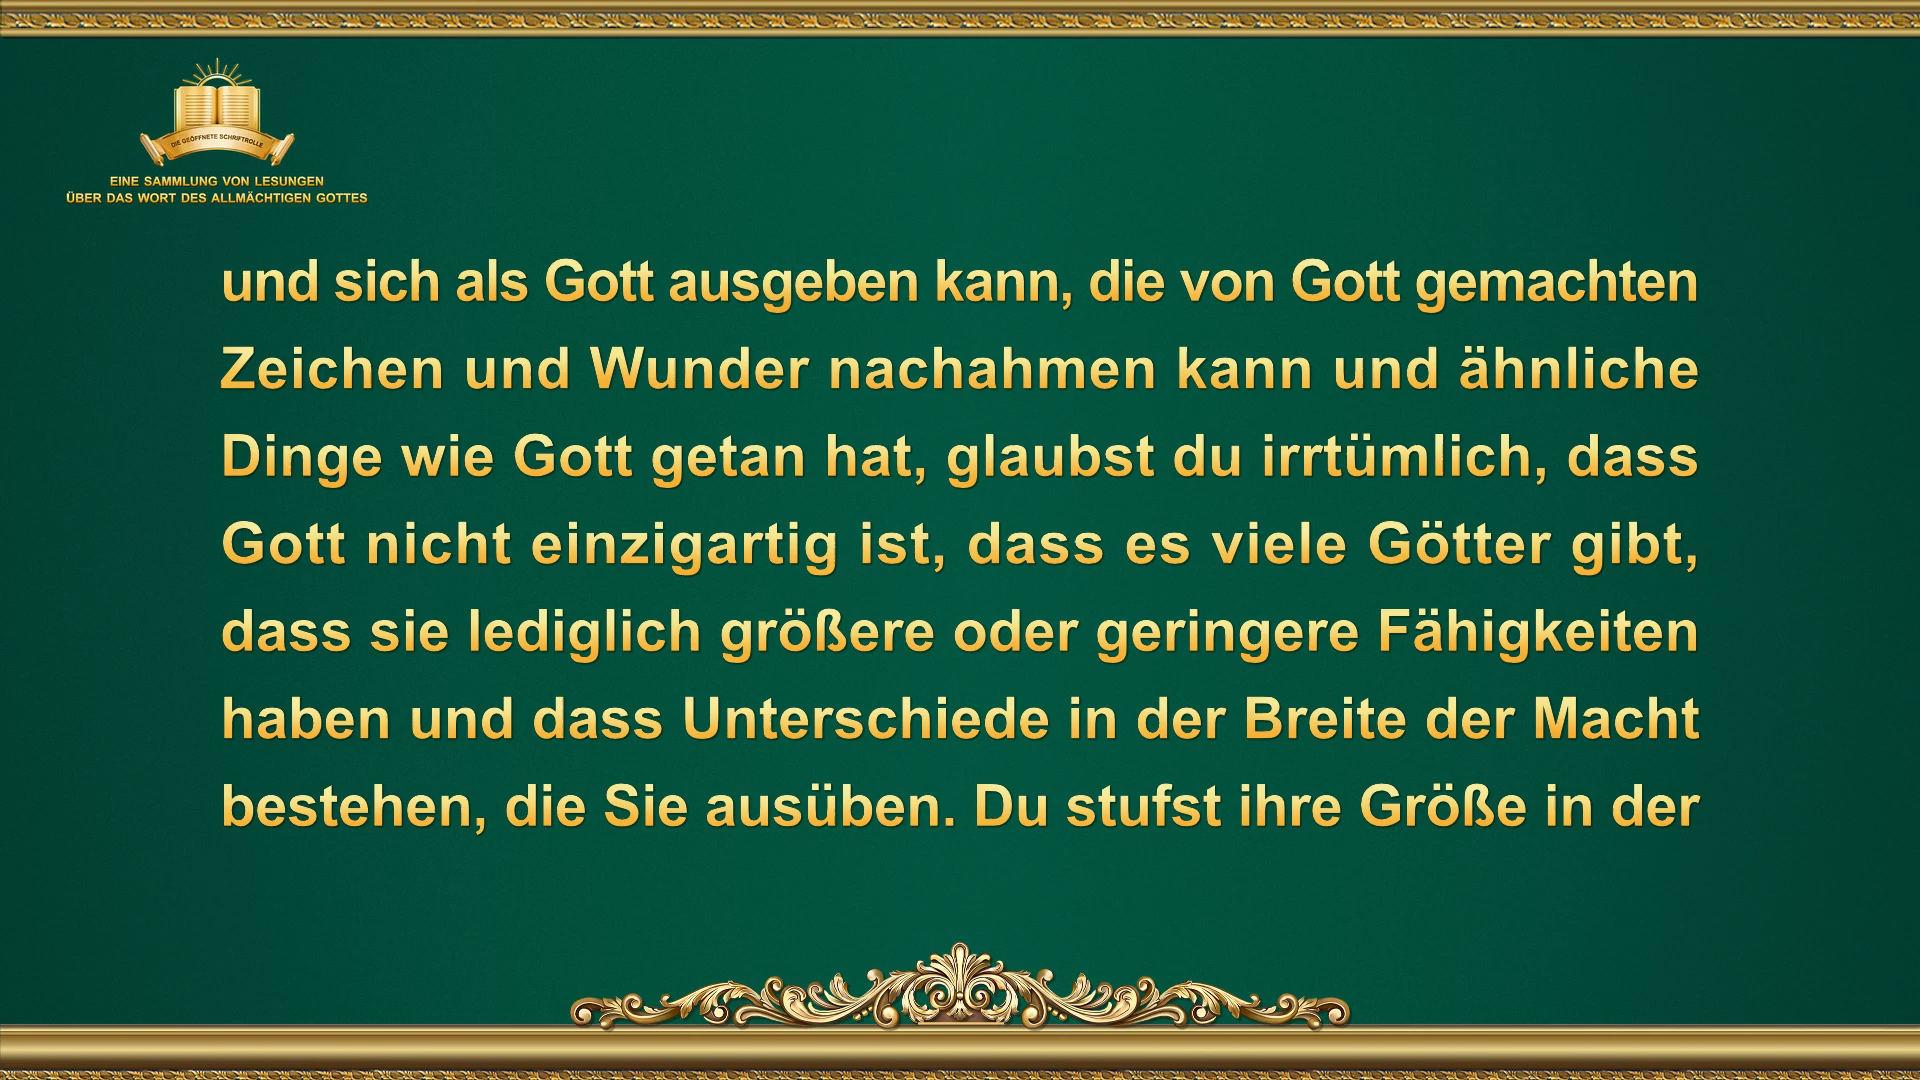 DIE GEÖFFNETE SCHRIFTROLLE
EINE SAMMLUNG VON LESUNGEN
ÜBER DAS WORT DES ALLMÄCHTIGEN GOTTES
und sich als Gott ausgeben kann, die von Gott gemachten
Zeichen und Wunder nachahmen kann und ähnliche
Dinge wie Gott getan hat, glaubst du irrtümlich, dass
Gott nicht einzigartig ist, dass es viele Götter gibt,
dass sie lediglich größere oder geringere Fähigkeiten
haben und dass Unterschiede in der Breite der Macht
bestehen, die Sie ausüben. Du stufst ihre Größe in der